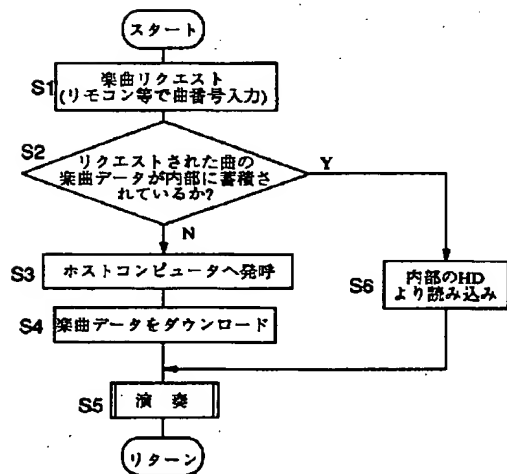 スタート
S1
楽曲リクエスト
(リモコン等で曲番号入力)
S2
リクエストされた曲の
楽曲データが内部に蓄積さ
れているか?
Y
N
S3
ホストコンピュータへ発呼
S6
内部のHD
より読み込み
S4
楽曲データをダウンロード
S5
演 奏
リターン